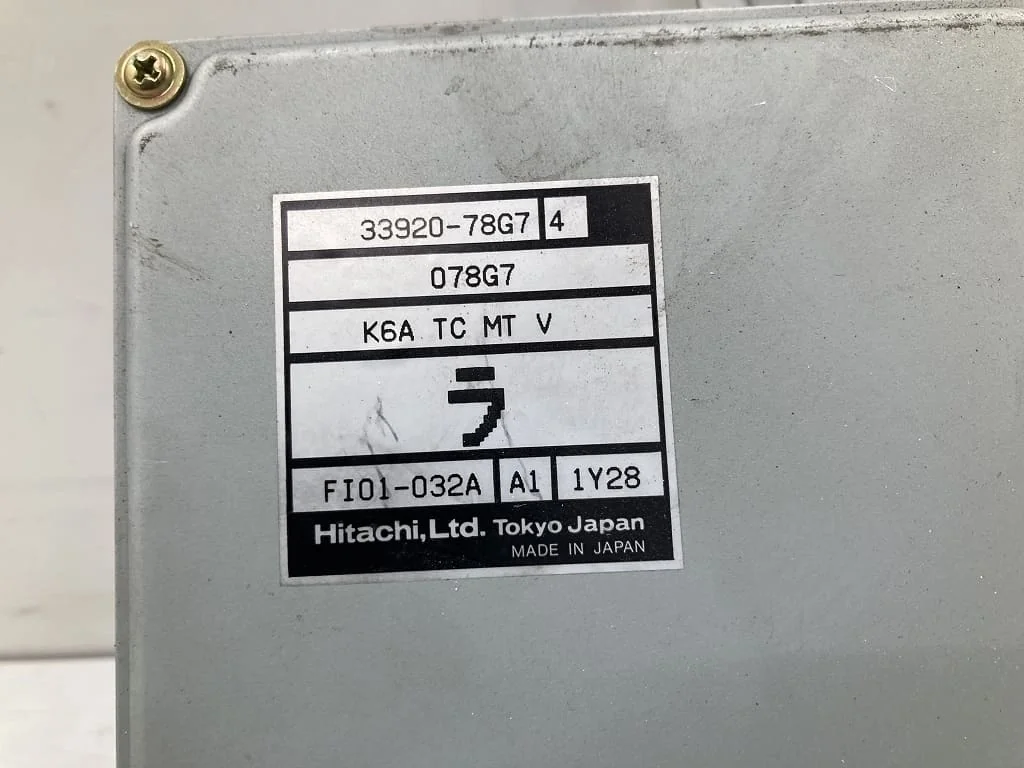 33920-78G7 4
078G7
K6A TC MT V
ラ
FI01-032A A1 1Y28
Hitachi,Ltd. Tokyo Japan
MADE IN JAPAN